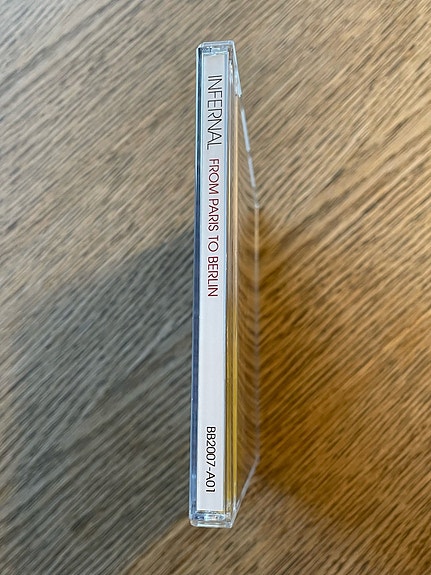 INFERNAL FROM PARIS TO BERLIN BB2007-A01